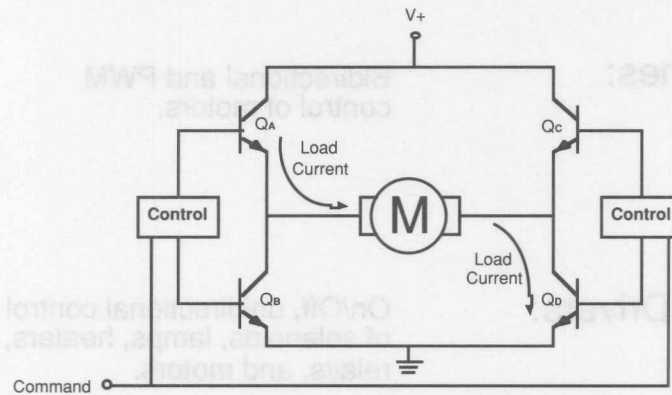 V+
Bidirectional and PWM
control of motors.
QA
QC
Load
Current
Control
M
Control
Load
Current
QB
QD
Drivers:
On/Off, unidirectional control
of solenoids, lamps, heaters,
relays, and motors.
Command